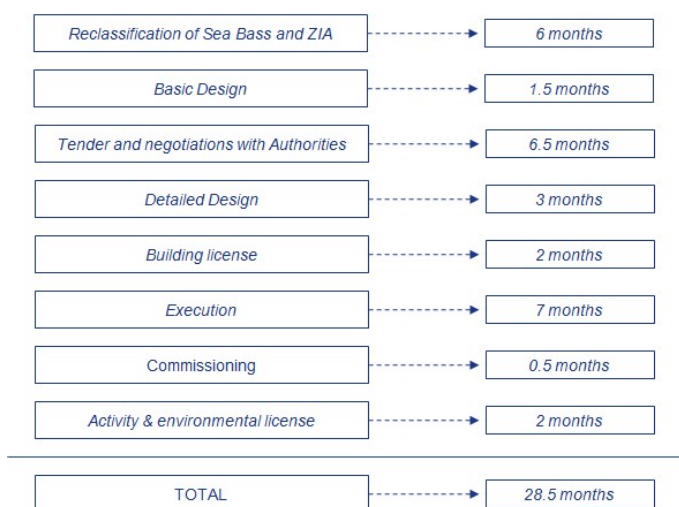 Reclassification of Sea Bass and ZIA 6 months
Basic Design 1.5 months
Tender and negotiations with Authorities 6.5 months
Detailed Design 3 months
Building license 2 months
Execution 7 months
Commissioning 0.5 months
Activity & environmental license 2 months
TOTAL 28.5 months